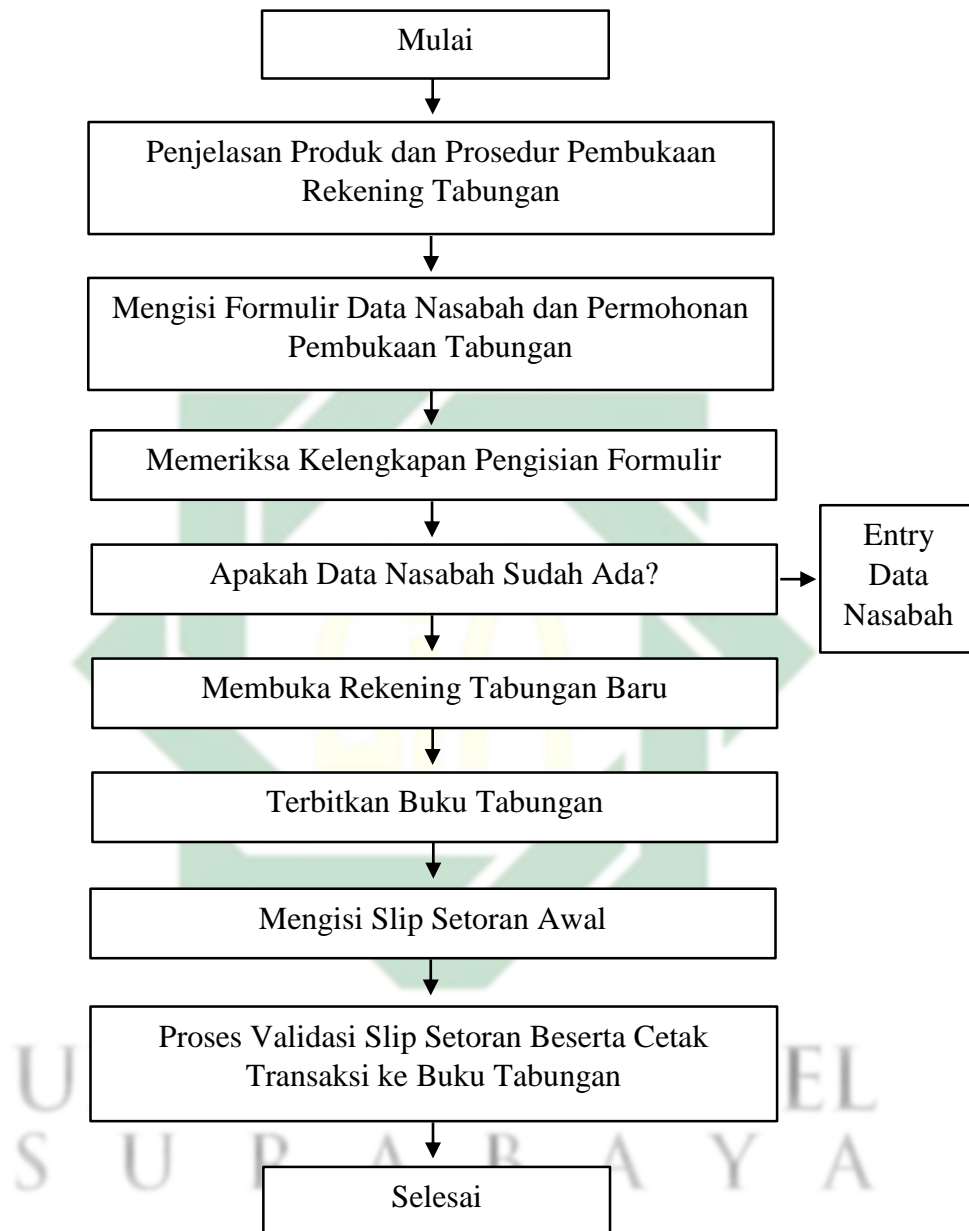 Mulai
Penjelasan Produk dan Prosedur Pembukaan
Rekening Tabungan
Mengisi Formulir Data Nasabah dan Permohonan
Pembukaan Tabungan
Memeriksa Kelengkapan Pengisian Formulir
Apakah Data Nasabah Sudah Ada?
Entry
Data
Nasabah
Membuka Rekening Tabungan Baru
Terbitkan Buku Tabungan
Mengisi Slip Setoran Awal
Proses Validasi Slip Setoran Beserta Cetak
Transaksi ke Buku Tabungan
SURABAYA
Selesai